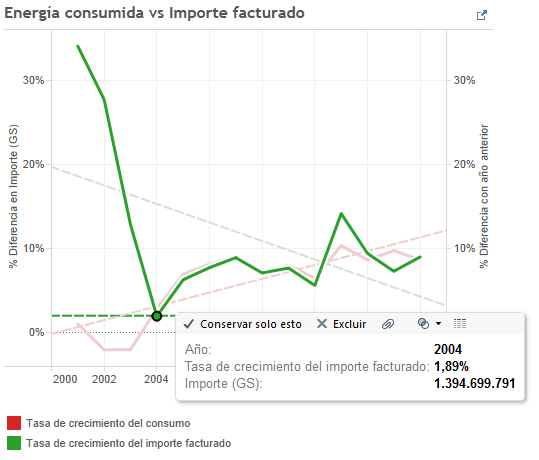 Energía consumida vs Importe facturado
30%
30%
20%
20%
10%
10%
0%
% Diferencia en Importe (GS)
% Diferencia con año anterior
2000
2002
2004
Conservar solo esto
Excluir
Año: 2004
Tasa de crecimiento del importe facturado: 1,89%
Importe (GS): 1.394.699.791
Tasa de crecimiento del consumo
Tasa de crecimiento del importe facturado